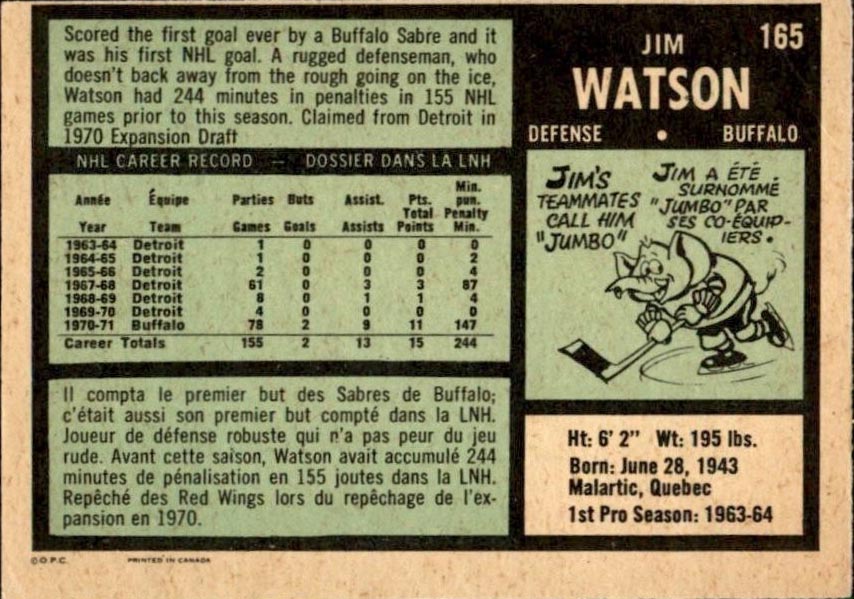 Scored the first goal ever by a Buffalo Sabre and it
was his first NHL goal. A rugged defenseman, who
doesn't back away from the rough going on the ice,
Watson had 244 minutes in penalties in 155 NHL
games prior to this season. Claimed from Detroit in
1970 Expansion Draft
165
JIM
WATSON
DEFENSE • BUFFALO
NHL CAREER RECORD — DOSSIER DANS LA LNH
Année Équipe Parties Buts Assist. Pts. Min. pun.
Year Team Games Goals Assists Total Points Penalty Min.
1963-64 Detroit 1 0 0 0 0
1964-65 Detroit 1 0 0 0 2
1965-66 Detroit 2 0 0 0 4
1967-68 Detroit 61 0 3 3 87
1968-69 Detroit 8 0 1 1 4
1969-70 Detroit 4 0 0 0 0
1970-71 Buffalo 78 2 9 11 147
Career Totals 155 2 13 15 244
JIM'S
TEAMMATES
CALL HIM
"JUMBO"
JIM A ÉTÉ
SURNOMMÉ
"JUMBO" PAR
SES CO-ÉQUIP-
IERS.
Il compta le premier but des Sabres de Buffalo;
c'était aussi son premier but compté dans la LNH.
Joueur de défense robuste qui n'a pas peur du jeu
rude. Avant cette saison, Watson avait accumulé 244
minutes de pénalisation en 155 joutes dans la LNH.
Repêché des Red Wings lors du repêchage de l'ex-
pansion en 1970.
Ht: 6' 2" Wt: 195 lbs.
Born: June 28, 1943
Malartic, Quebec
1st Pro Season: 1963-64
© O.P.C. PRINTED IN CANADA